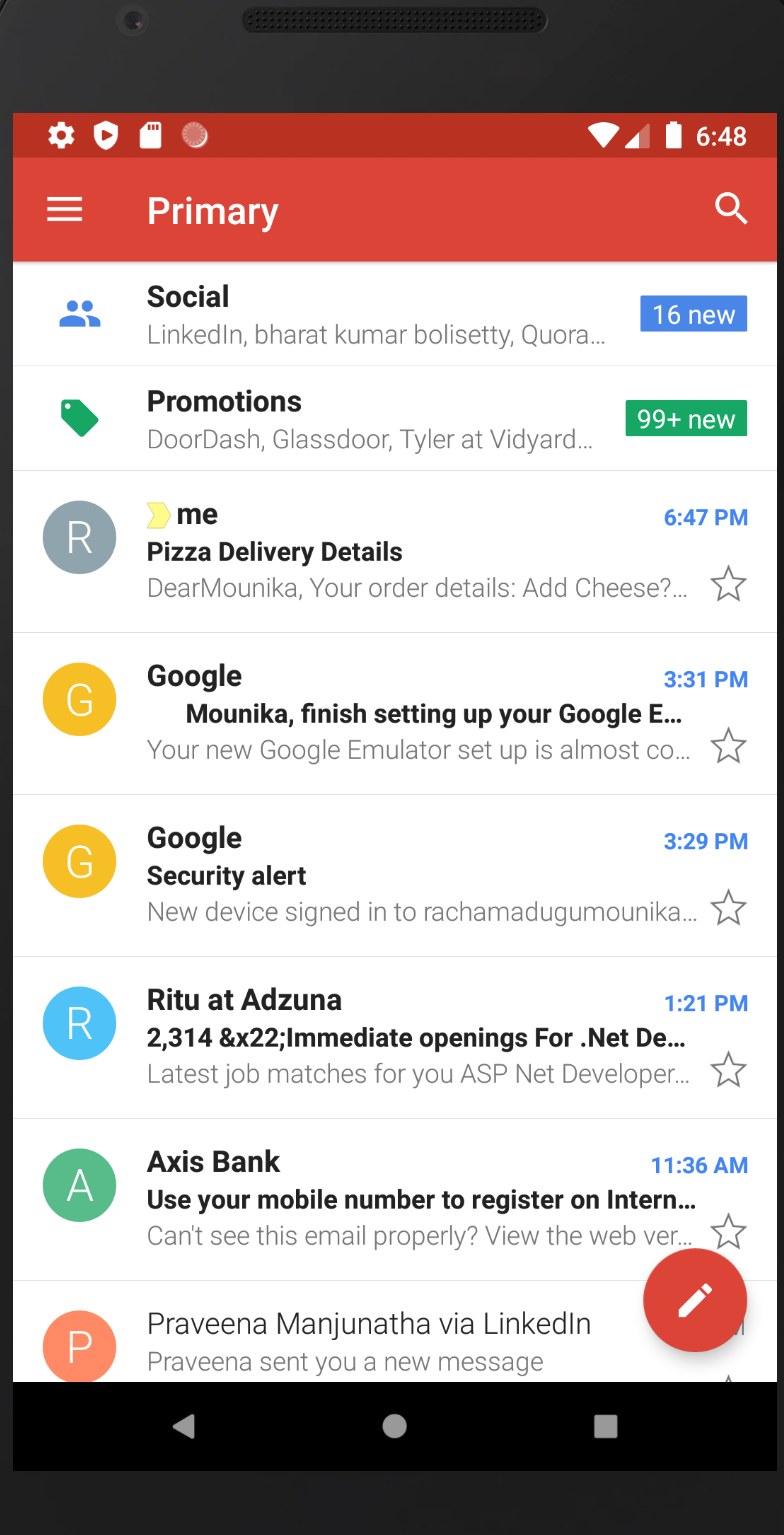 6:48
Primary
Social
16 new
LinkedIn, bharat kumar bolisetty, Quora...
Promotions
99+ new
DoorDash, Glassdoor, Tyler at Vidyard...
R
me
6:47 PM
Pizza Delivery Details
DearMounika, Your order details: Add Cheese?...
G
Google
3:31 PM
Mounika, finish setting up your Google E...
Your new Google Emulator set up is almost co...
G
Google
3:29 PM
Security alert
New device signed in to rachamadugumounika...
R
Ritu at Adzuna
1:21 PM
2,314 &x22;Immediate openings For .Net De...
Latest job matches for you ASP Net Developer...
A
Axis Bank
11:36 AM
Use your mobile number to register on Intern...
Can't see this email properly? View the web ver...
P
Praveena Manjunatha via LinkedIn
Praveena sent you a new message